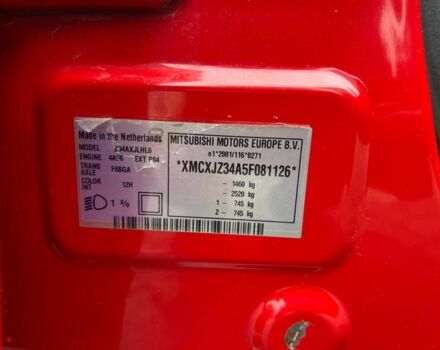 Made in the Netherlands
MODEL Z34AXJLHL6
ENGINE 4A90 EXT P04
TRANS AXLE F6BGA
COLOR INT 12H
1 %
MITSUBISHI MOTORS EUROPE B.V.
e1*2001/116*0271
*XMCXJZ34A5F081126*
- 1460 kg
- 2520 kg
1 - 745 kg
2 - 745 kg